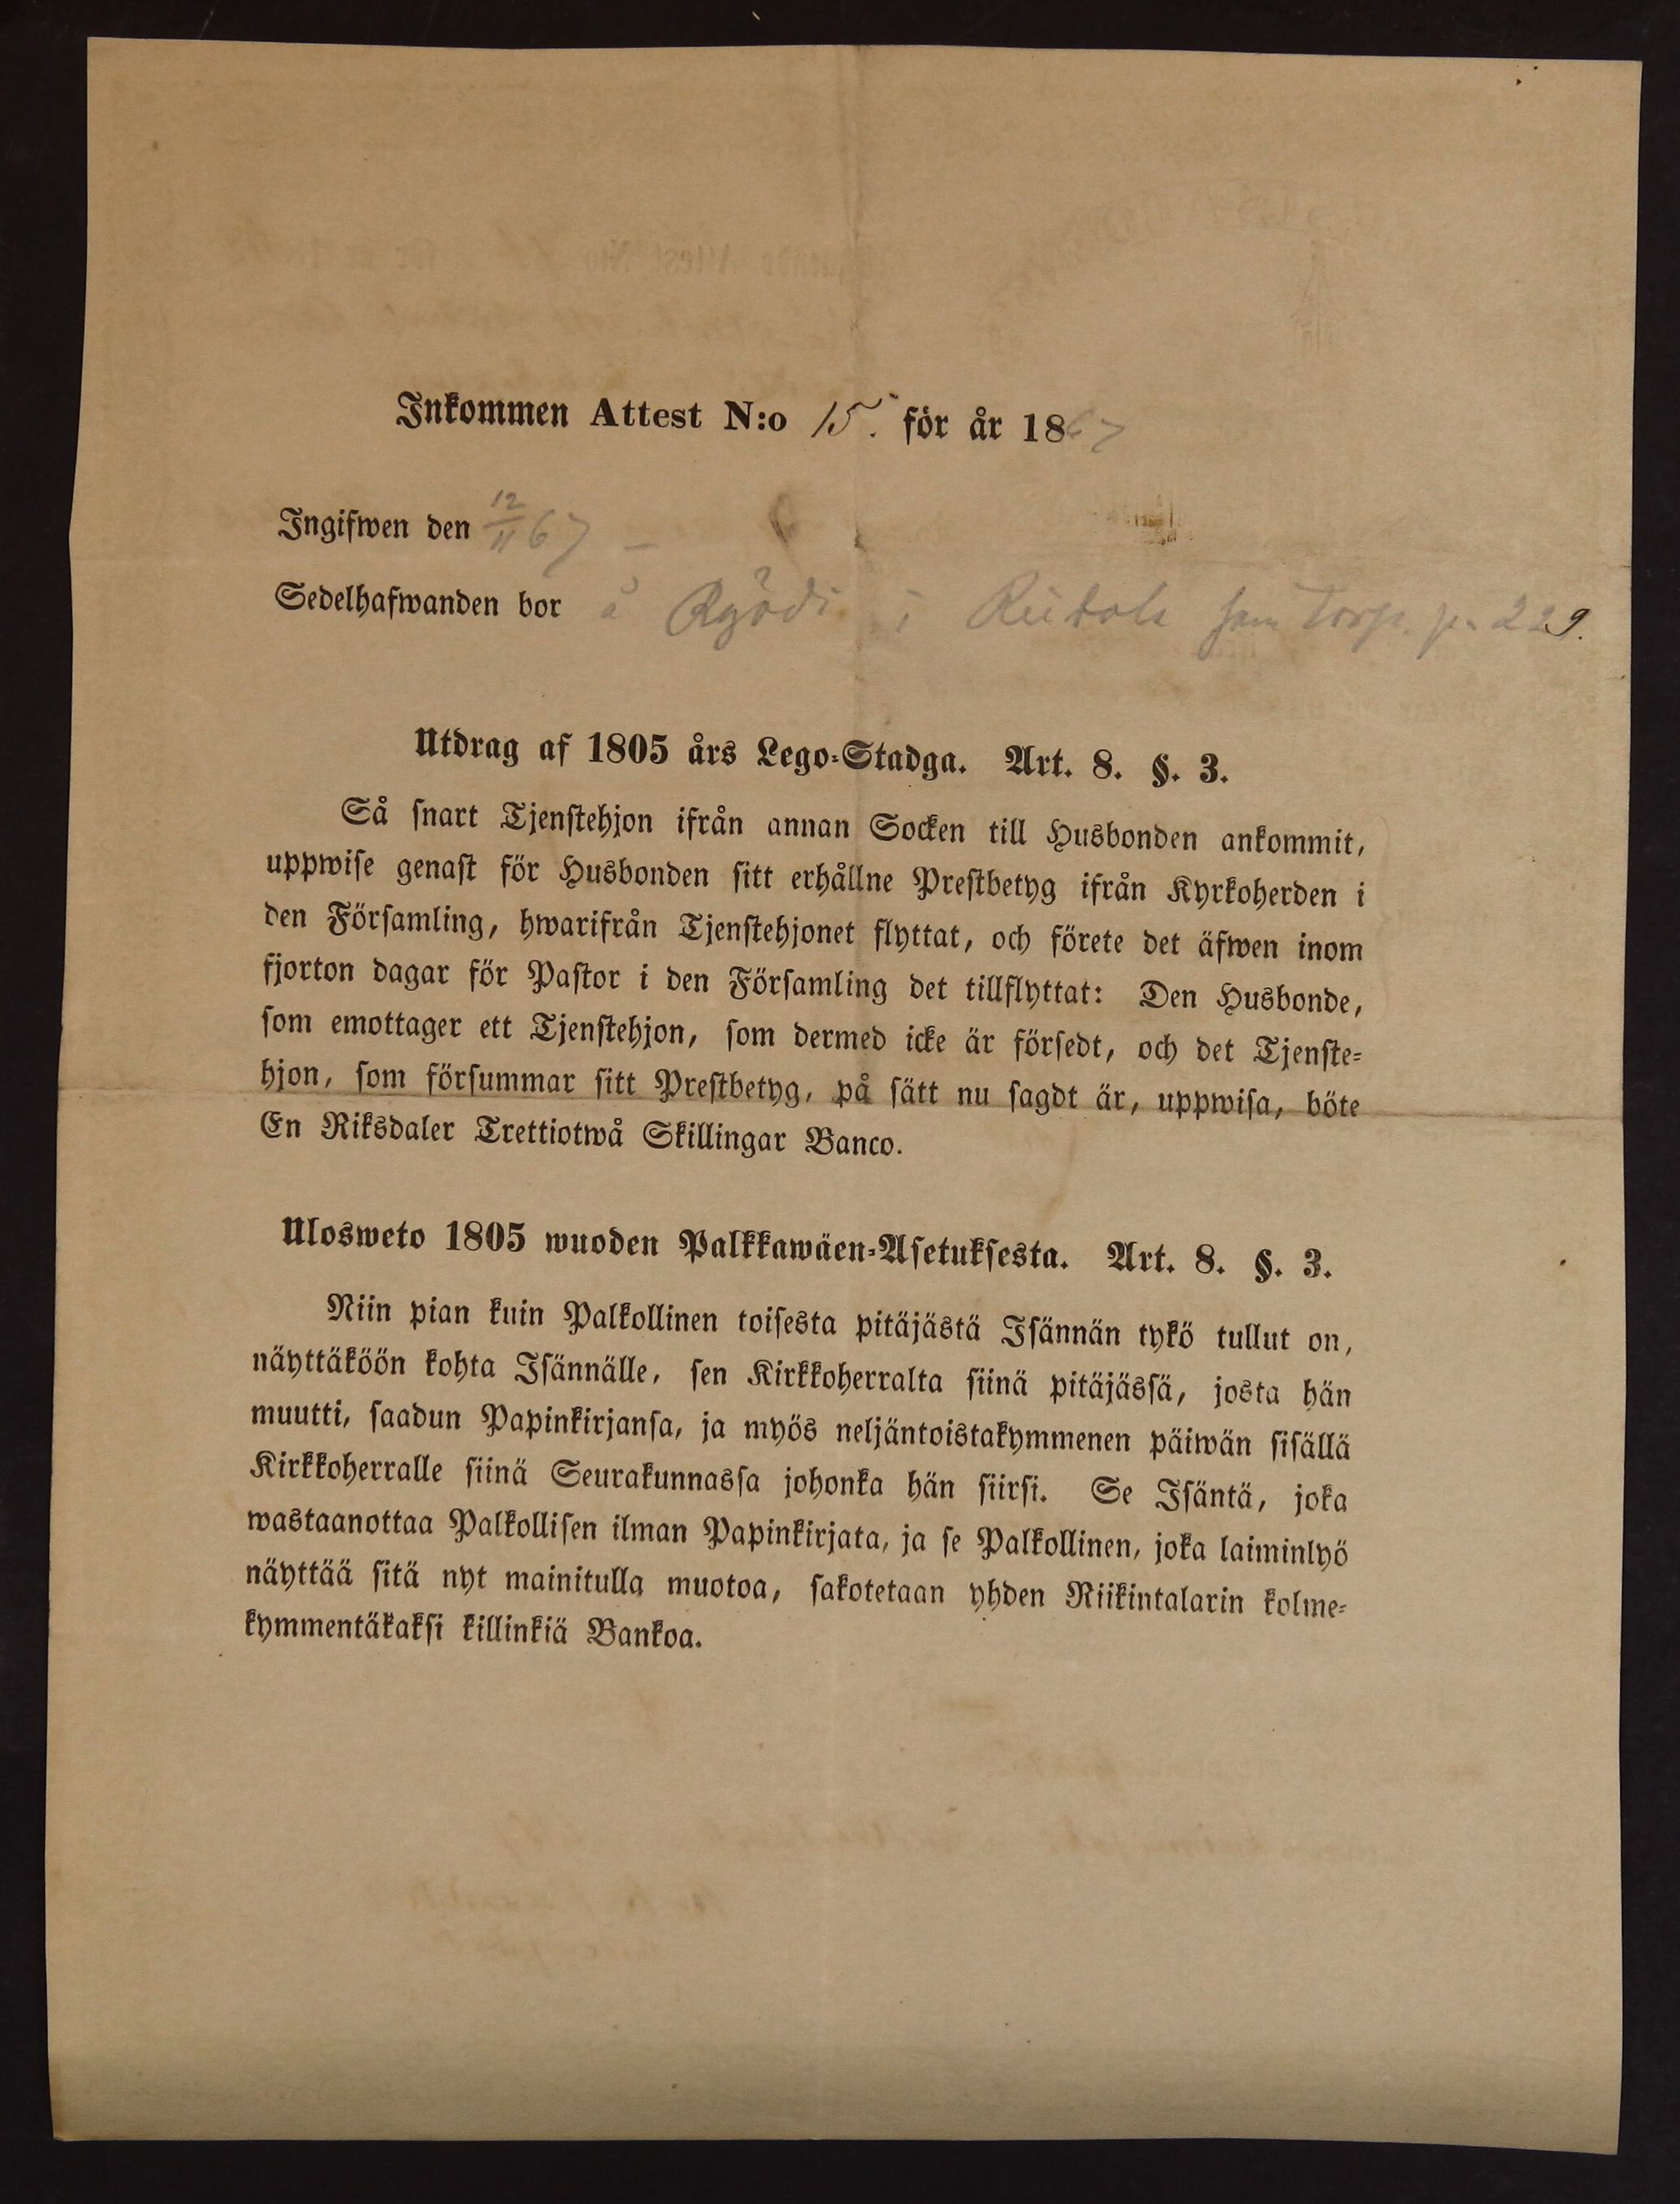 Inkommen Attest N:o 15. för år 1867
Ingifwen den 12/11 67 –
Sedelhafwanden bor å i som Torp. p. 229.
Utdrag af 1805 års Lego-Stadga. Art. 8. §. 3.
Så snart Tjenstehjon ifrån annan Socken till Husbonden ankommit,
uppwise genast för Husbonden sitt erhållne Prestbetyg ifrån Kyrkoherden i
den Församling, hwarifrån Tjenstehjonet flyttat, och förete det äfwen inom
fjorton dagar för Pastor i den Församling det tillflyttat: Den Husbonde,
som emottager ett Tjenstehjon, som dermed icke är försedt, och det Tjenste-
hjon, som försummar sitt Prestbetyg, på sätt nu sagdt är, uppwisa, böte
En Riksdaler Trettiotwå Skillingar Banco.
Ulosweto 1805 wuoden Palkkawäen-Asetuksesta. Art. 8. §. 3.
Niin pian kuin Palkollinen toisesta pitäjästä Isännän tykö tullut on,
näyttäköön kohta Isännälle, sen Kirkkoherralta siinä pitäjässä, josta hän
muutti, saadun Papinkirjansa, ja myös neljäntoistakymmenen päiwän sisällä
Kirkkoherralle siinä Seurakunnassa johonka hän siirsi. Se Isäntä, joka
wastaanottaa Palkollisen ilman Papinkirjata, ja se Palkollinen, joka laiminlyö
näyttää sitä nyt mainitulla muotoa, sakotetaan yhden Riikintalarin kolme-
kymmentäkaksi killinkiä Bankoa.